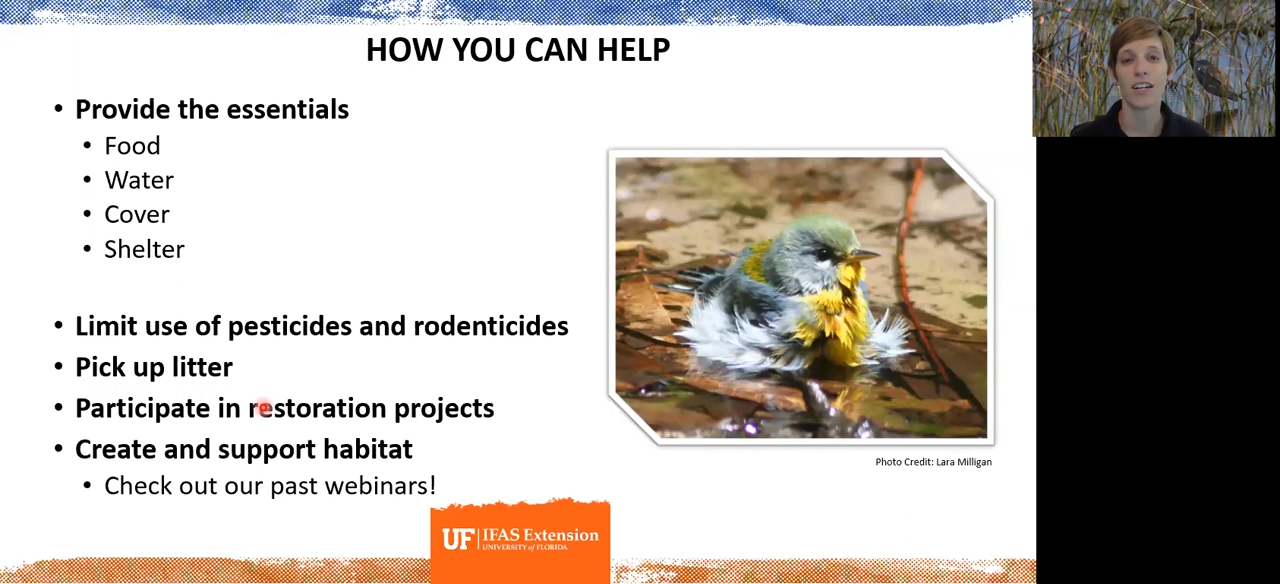 HOW YOU CAN HELP
• Provide the essentials
• Food
• Water
• Cover
• Shelter
• Limit use of pesticides and rodenticides
• Pick up litter
• Participate in restoration projects
• Create and support habitat
• Check out our past webinars!
Photo Credit: Lara Milligan
UF | IFAS Extension
UNIVERSITY of FLORIDA